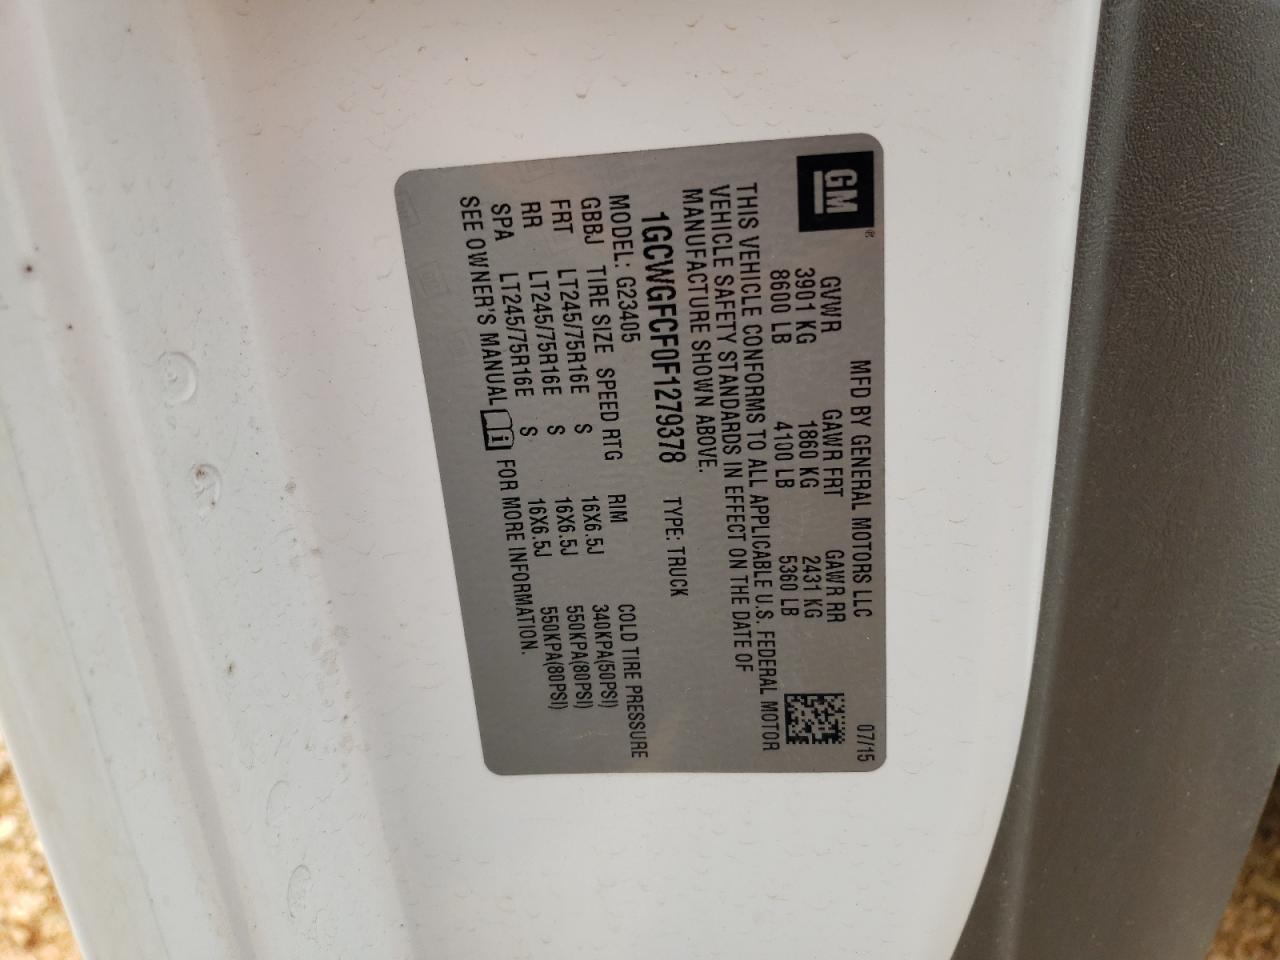 GM ®
MFD BY GENERAL MOTORS LLC 07/15
GVWR GAWR FRT GAWR RR
3901 KG 1860 KG 2431 KG
8600 LB 4100 LB 5360 LB
THIS VEHICLE CONFORMS TO ALL APPLICABLE U.S. FEDERAL MOTOR
VEHICLE SAFETY STANDARDS IN EFFECT ON THE DATE OF
MANUFACTURE SHOWN ABOVE.
1GCWGFCF0F1279378 TYPE: TRUCK
MODEL: G23405
GBBJ TIRE SIZE SPEED RTG RIM COLD TIRE PRESSURE
FRT LT245/75R16E S 16X6.5J 340KPA(50PSI)
RR LT245/75R16E S 16X6.5J 550KPA(80PSI)
SPA LT245/75R16E S 16X6.5J 550KPA(80PSI)
SEE OWNER'S MANUAL i FOR MORE INFORMATION.